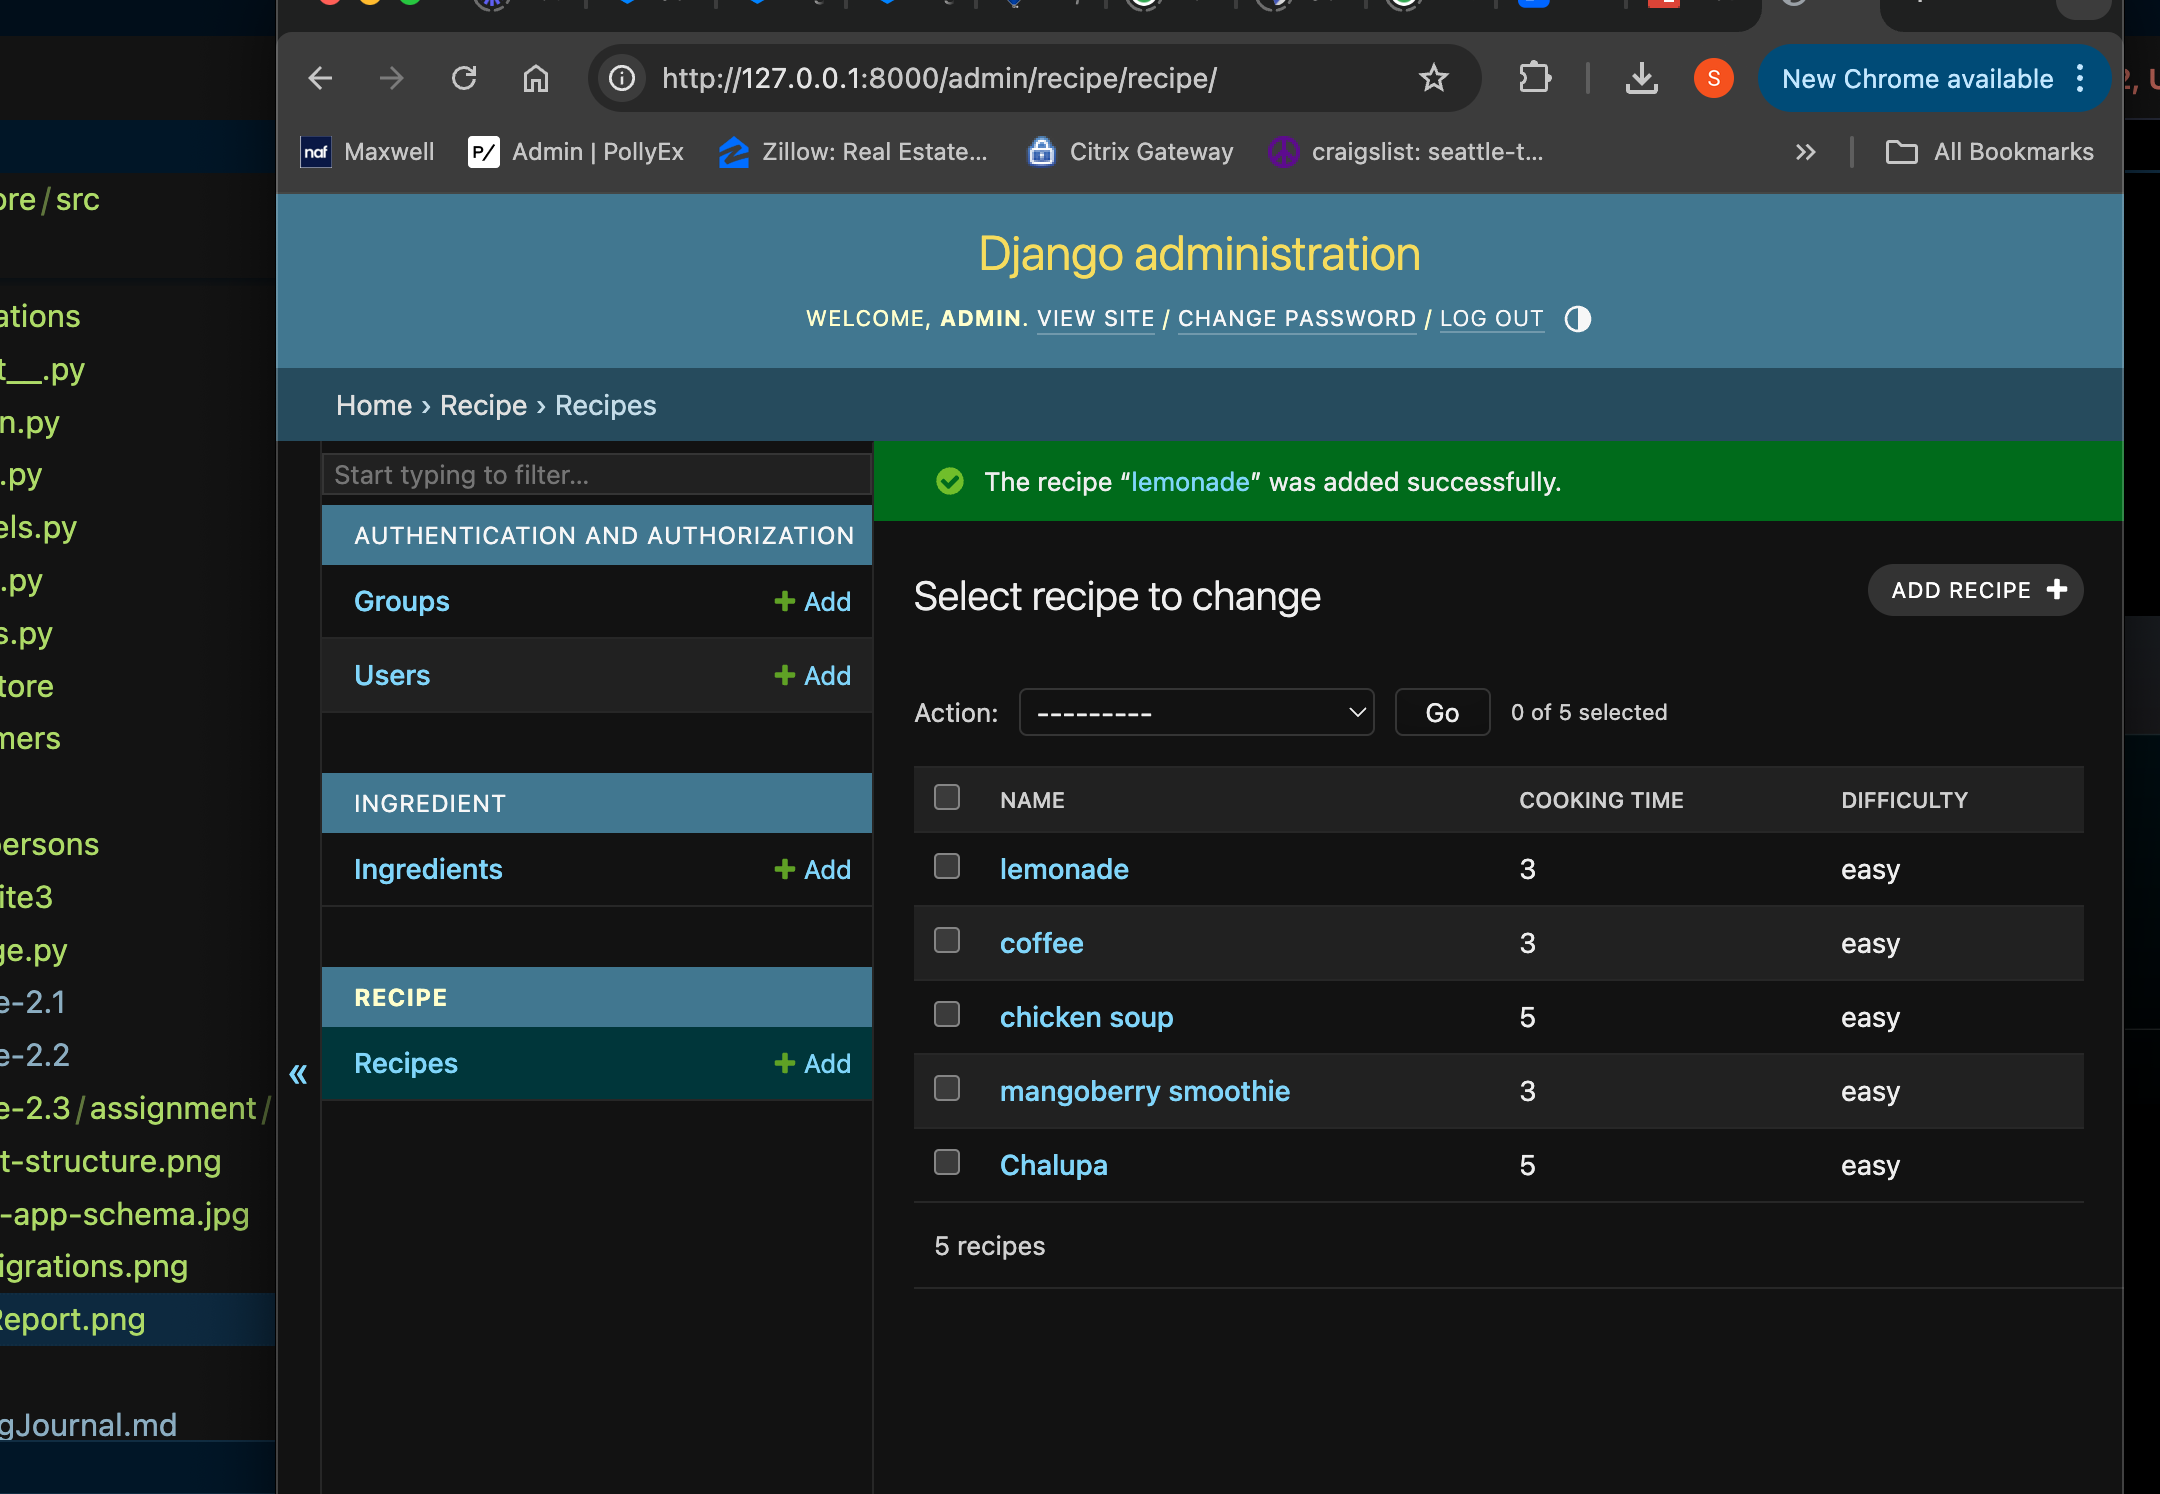 http://127.0.0.1:8000/admin/recipe/recipe/
S
New Chrome available
naf Maxwell
P/ Admin | PollyEx
Zillow: Real Estate...
Citrix Gateway
craigslist: seattle-t...
All Bookmarks
Django administration
WELCOME, ADMIN. VIEW SITE / CHANGE PASSWORD / LOG OUT
Home › Recipe › Recipes
Start typing to filter...
AUTHENTICATION AND AUTHORIZATION
Groups + Add
Users + Add
INGREDIENT
Ingredients + Add
RECIPE
Recipes + Add
«
The recipe “lemonade” was added successfully.
Select recipe to change
ADD RECIPE +
Action: --------- Go 0 of 5 selected
NAME COOKING TIME DIFFICULTY
lemonade 3 easy
coffee 3 easy
chicken soup 5 easy
mangoberry smoothie 3 easy
Chalupa 5 easy
5 recipes
ore / src
ations
t__.py
n.py
.py
els.py
.py
s.py
tore
mers
persons
ite3
ge.py
e-2.1
e-2.2
e-2.3 / assignment /
t-structure.png
-app-schema.jpg
igrations.png
Report.png
gJournal.md